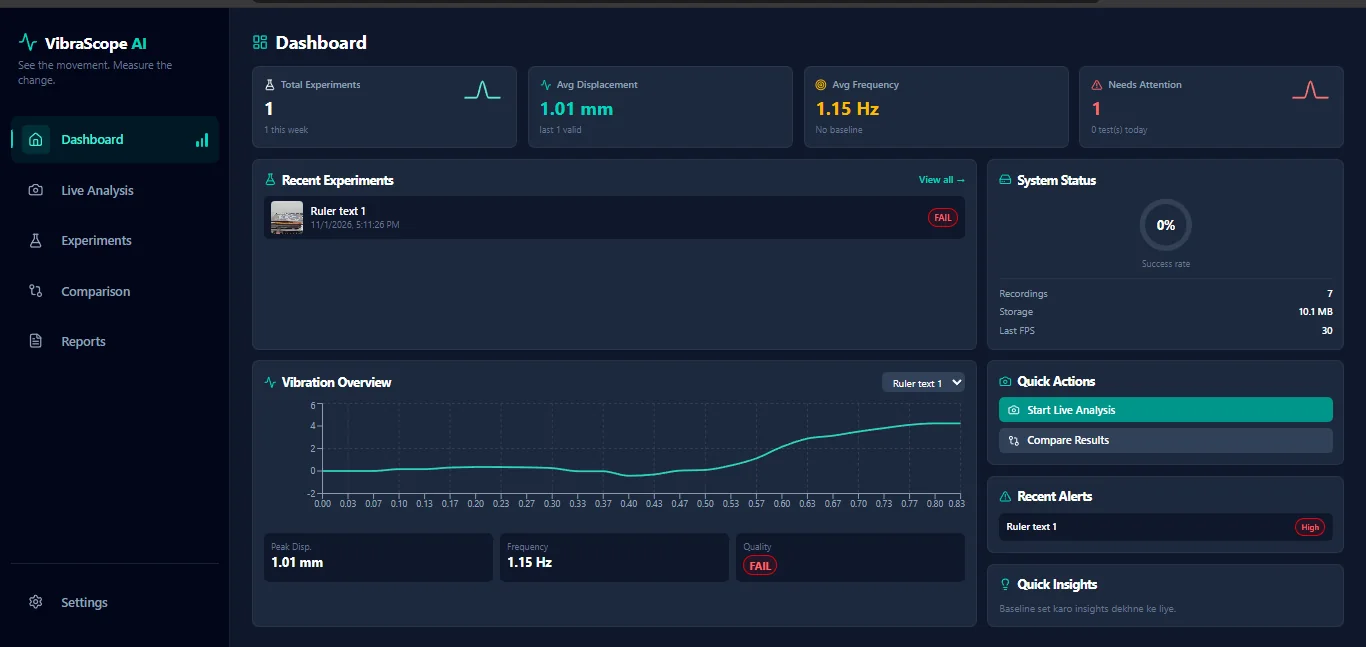 VibraScope AI
See the movement. Measure the
change.
Dashboard
Live Analysis
Experiments
Comparison
Reports
Settings
Dashboard
Total Experiments
1
1 this week
Avg Displacement
1.01 mm
last 1 valid
Avg Frequency
1.15 Hz
No baseline
Needs Attention
1
0 test(s) today
Recent Experiments
View all →
Ruler text 1
11/1/2026, 5:11:26 PM
FAIL
System Status
0%
Success rate
Recordings 7
Storage 10.1 MB
Last FPS 30
Vibration Overview
Ruler text 1
6
4
2
0
-2
0.00 0.03 0.07 0.10 0.13 0.17 0.20 0.23 0.27 0.30 0.33 0.37 0.40 0.43 0.47 0.50 0.53 0.57 0.60 0.63 0.67 0.70 0.73 0.77 0.80 0.83
Peak Disp.
1.01 mm
Frequency
1.15 Hz
Quality
FAIL
Quick Actions
Start Live Analysis
Compare Results
Recent Alerts
Ruler text 1
High
Quick Insights
Baseline set karo insights dekhne ke liye.